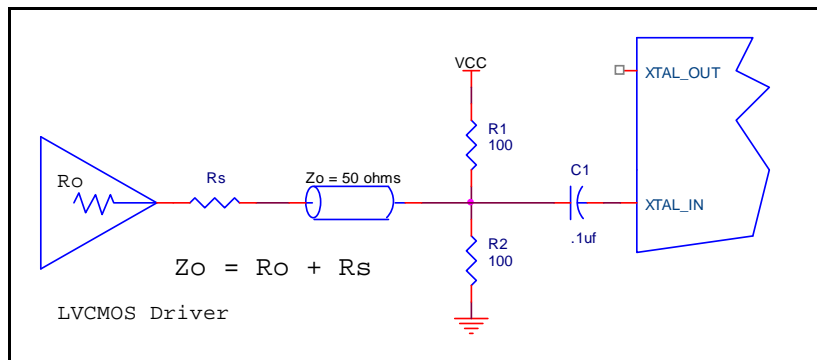 VCC
XTAL_OUT
R1
100
C1
Ro
Rs
Zo = 50 ohms
XTAL_IN
.1uf
R2
100
Zo = Ro + Rs
LVCMOS Driver